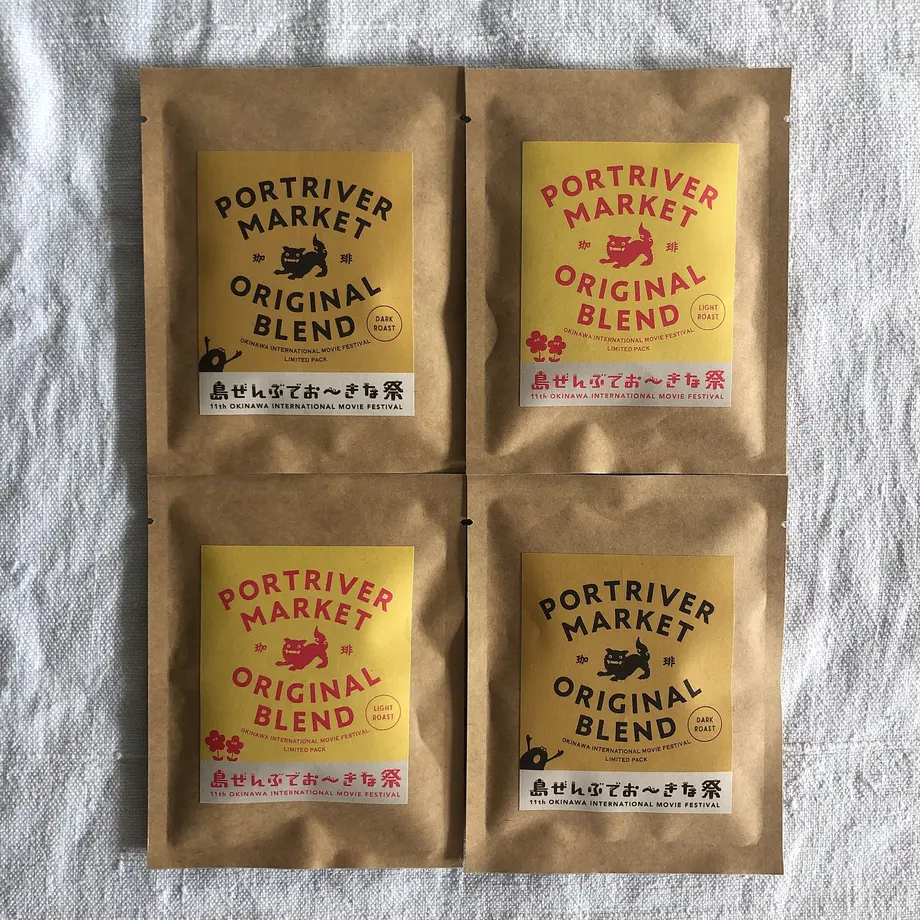 PORTRIVER
MARKET
珈 琲
ORIGINAL
BLEND
DARK
ROAST
OKINAWA INTERNATIONAL MOVIE FESTIVAL
LIMITED PACK
島ぜんぶでお〜きな祭
11th OKINAWA INTERNATIONAL MOVIE FESTIVAL
PORTRIVER
MARKET
珈 琲
ORIGINAL
BLEND
LIGHT
ROAST
OKINAWA INTERNATIONAL MOVIE FESTIVAL
LIMITED PACK
島ぜんぶでお〜きな祭
11th OKINAWA INTERNATIONAL MOVIE FESTIVAL
PORTRIVER
MARKET
珈 琲
ORIGINAL
BLEND
LIGHT
ROAST
OKINAWA INTERNATIONAL MOVIE FESTIVAL
LIMITED PACK
島ぜんぶでお〜きな祭
11th OKINAWA INTERNATIONAL MOVIE FESTIVAL
PORTRIVER
MARKET
珈 琲
ORIGINAL
BLEND
DARK
ROAST
OKINAWA INTERNATIONAL MOVIE FESTIVAL
LIMITED PACK
島ぜんぶでお〜きな祭
11th OKINAWA INTERNATIONAL MOVIE FESTIVAL